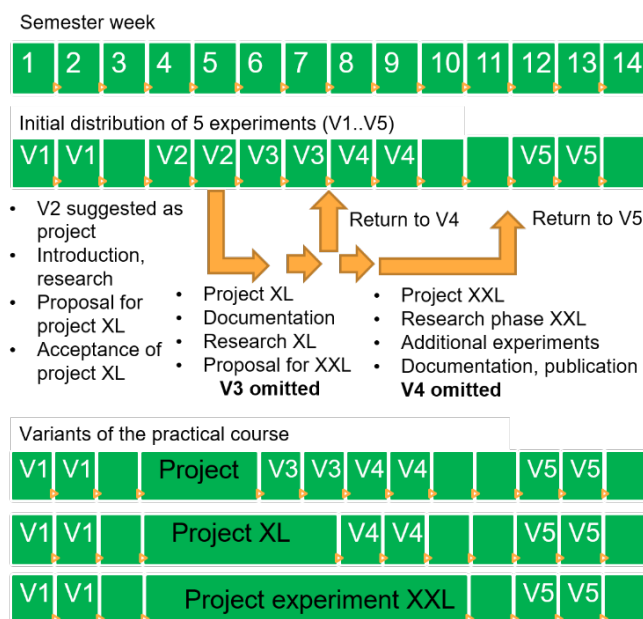 Semester week
1 2 3 4 5 6 7 8 9 10 11 12 13 14
Initial distribution of 5 experiments (V1..V5)
V1 V1 V2 V2 V3 V3 V4 V4 V5 V5
• V2 suggested as
project
• Introduction,
research
• Proposal for
project XL
• Acceptance of
project XL
Return to V4
Return to V5
• Project XL
• Documentation
• Research XL
• Proposal for XXL
V3 omitted
• Project XXL
• Research phase XXL
• Additional experiments
• Documentation, publication
V4 omitted
Variants of the practical course
V1 V1 Project V3 V3 V4 V4 V5 V5
V1 V1 Project XL V4 V4 V5 V5
V1 V1 Project experiment XXL V5 V5